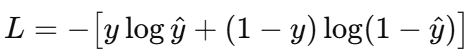 L = −[y log ŷ + (1 − y) log(1 − ŷ)]